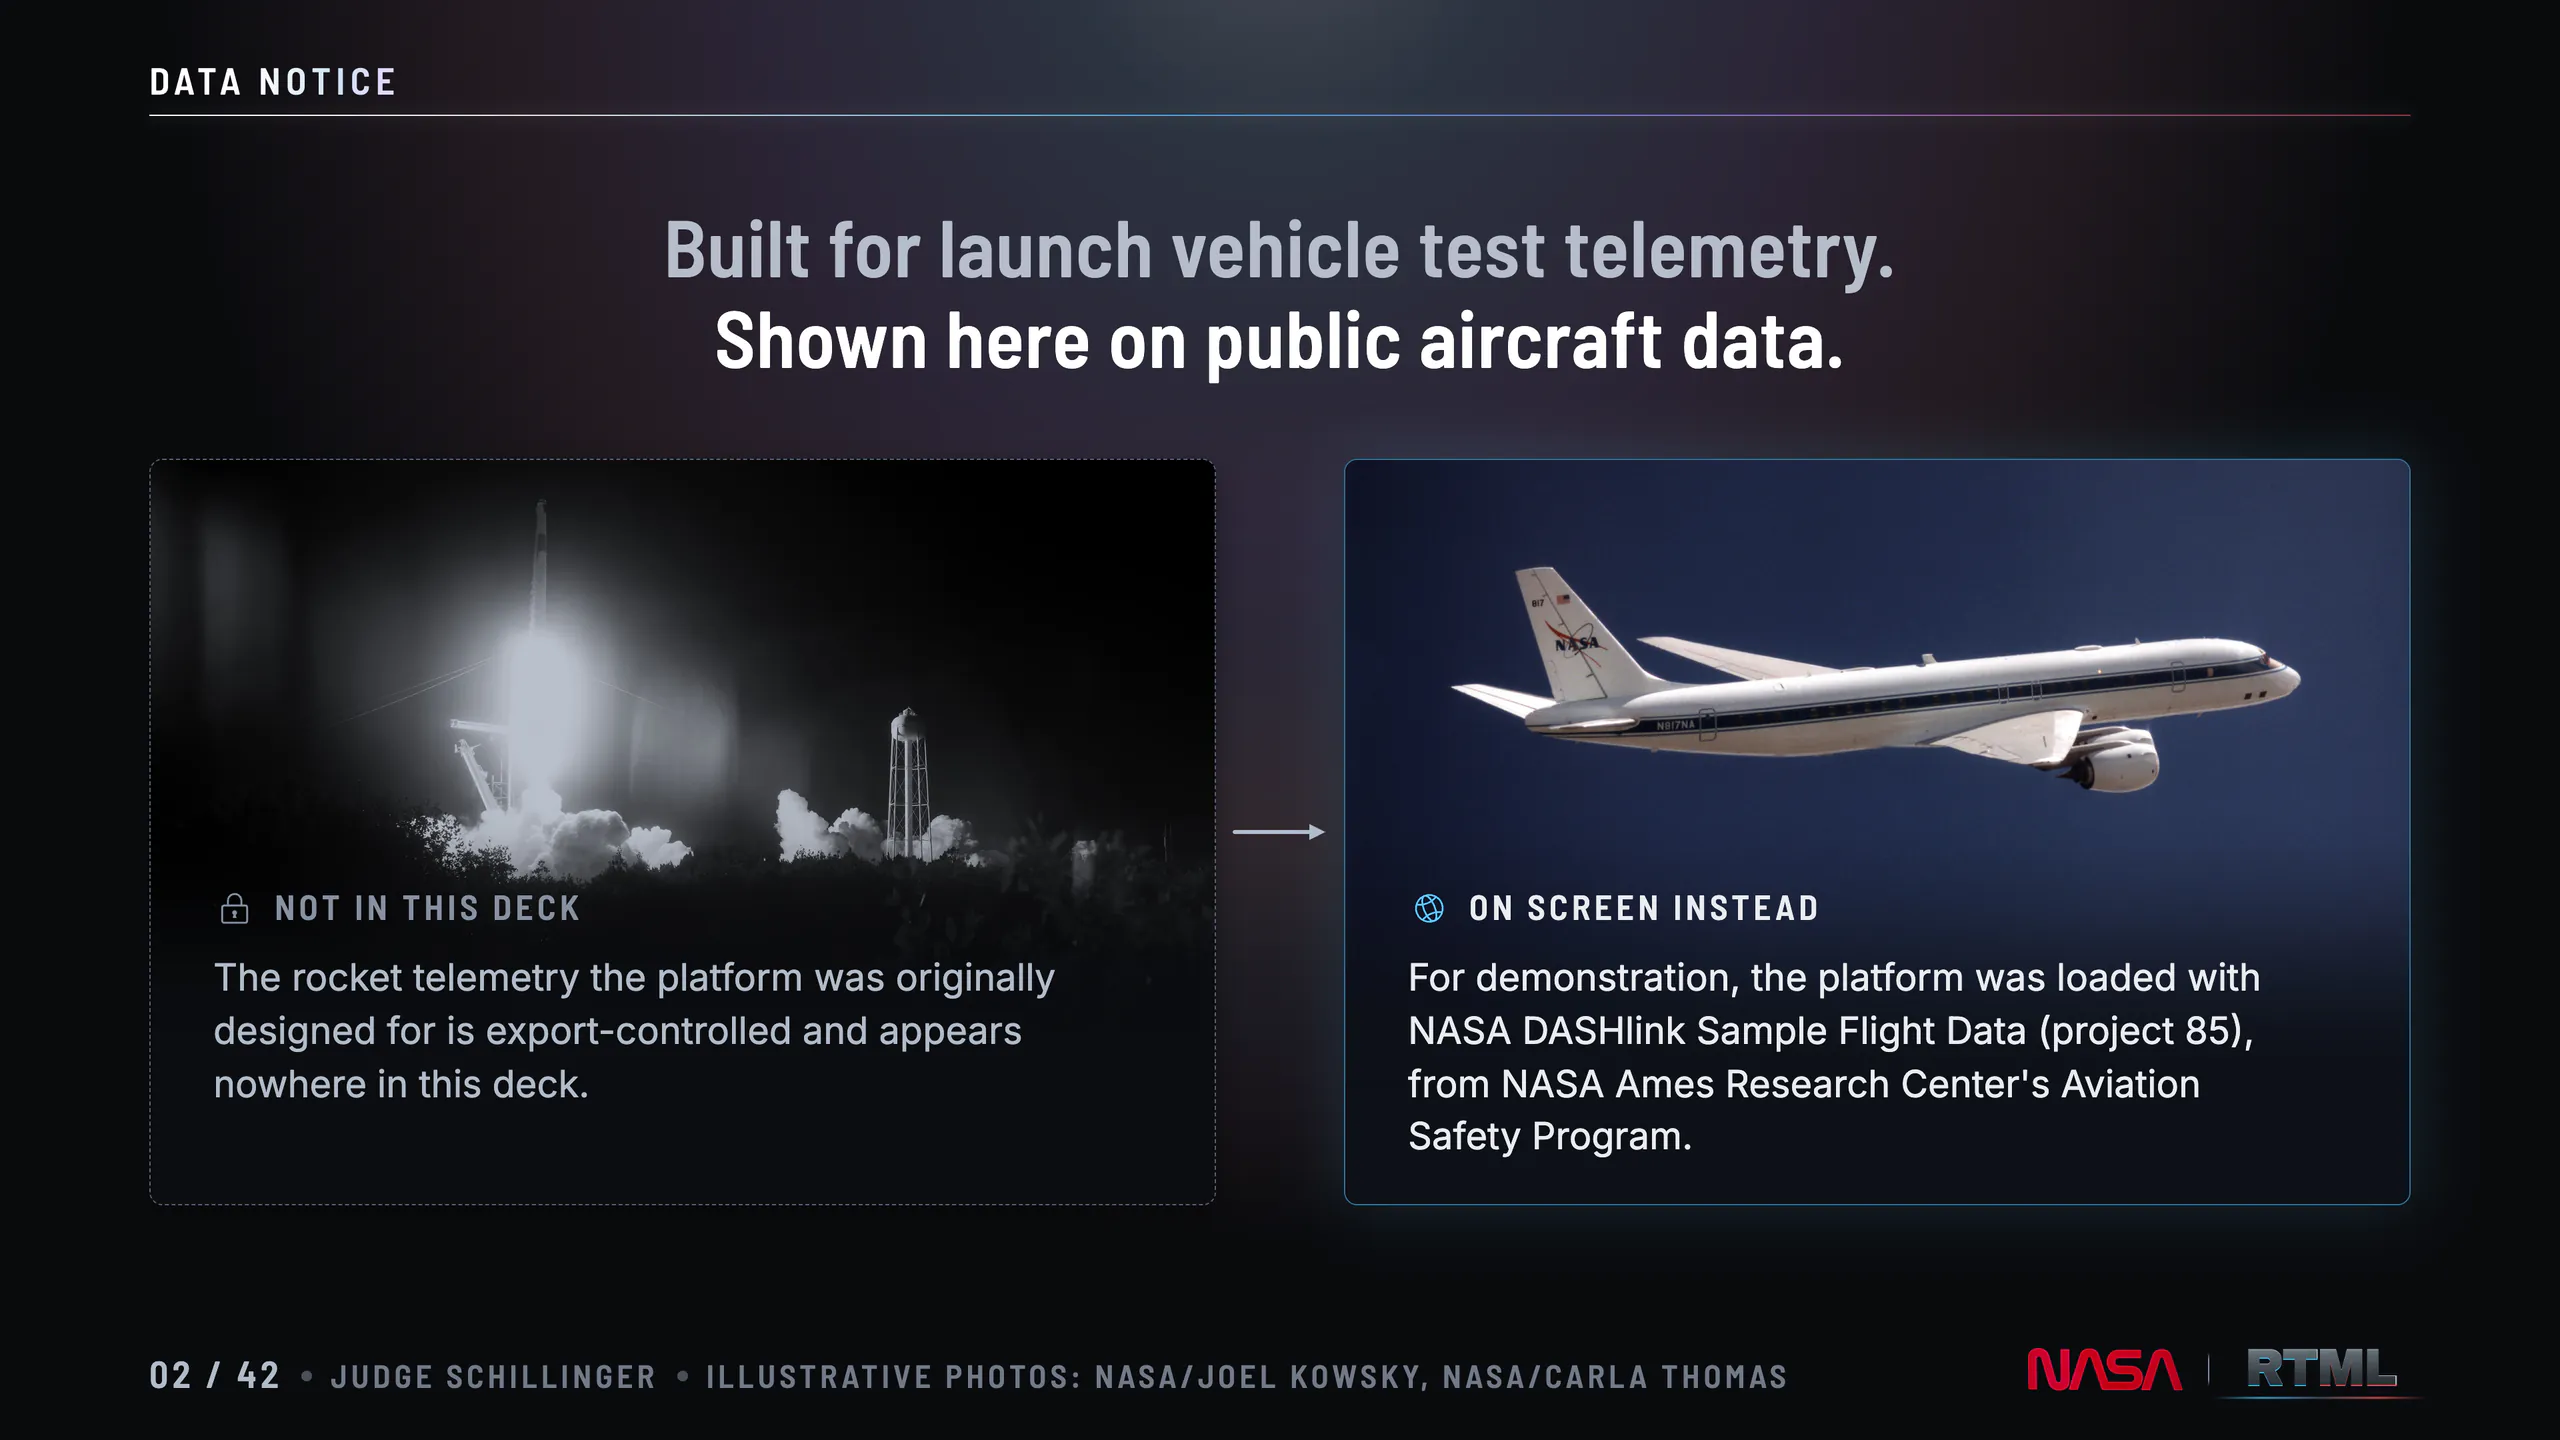 DATA NOTICE
Built for launch vehicle test telemetry.
Shown here on public aircraft data.
817
NASA
N817NA
NOT IN THIS DECK
The rocket telemetry the platform was originally
designed for is export-controlled and appears
nowhere in this deck.
ON SCREEN INSTEAD
For demonstration, the platform was loaded with
NASA DASHlink Sample Flight Data (project 85),
from NASA Ames Research Center's Aviation
Safety Program.
02 / 42 • JUDGE SCHILLINGER • ILLUSTRATIVE PHOTOS: NASA/JOEL KOWSKY, NASA/CARLA THOMAS
NASA | RTML